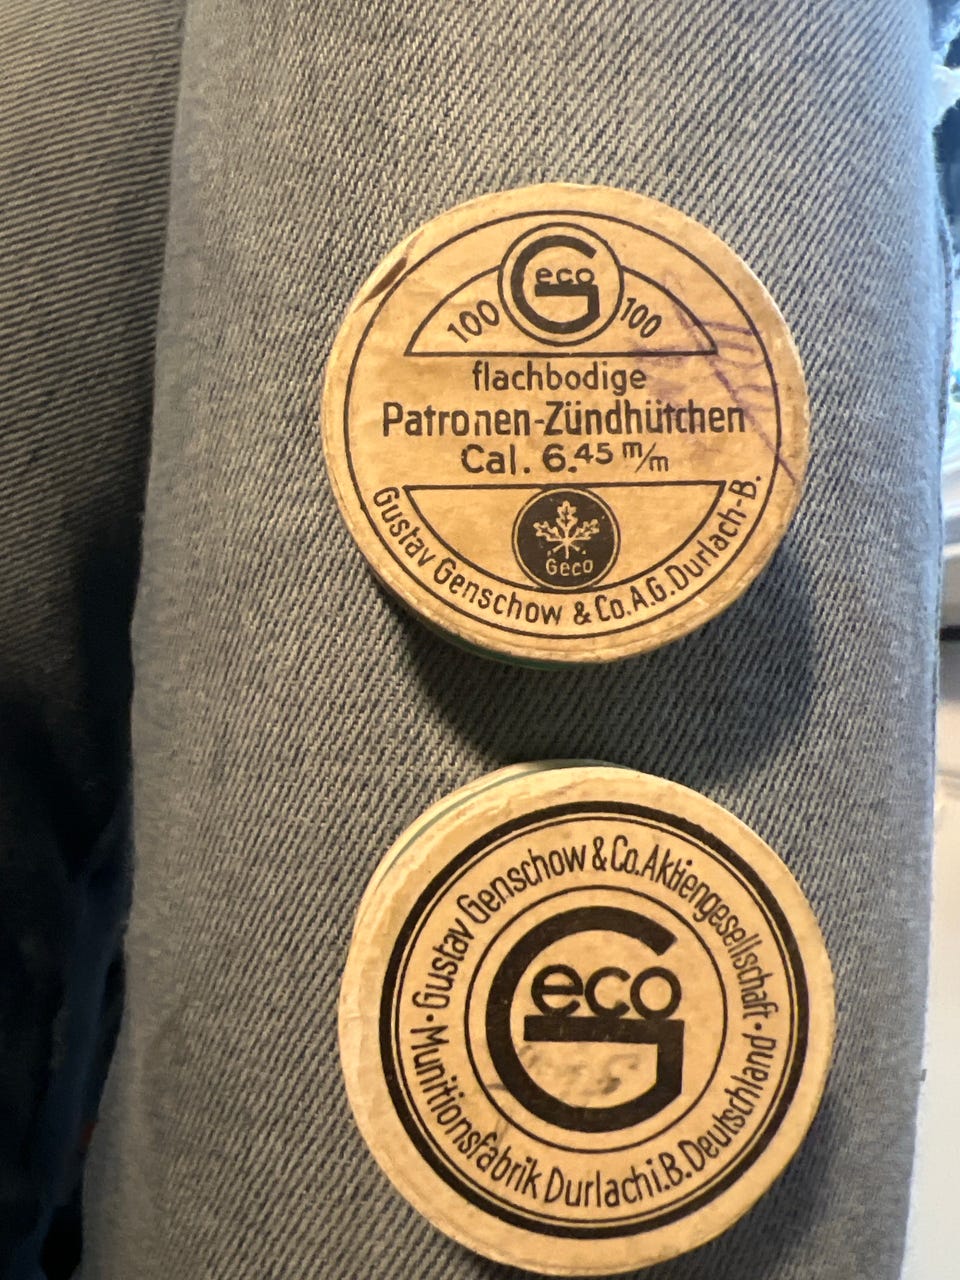 Geco
100 100
flachbodige
Patronen-Zündhütchen
Cal. 6.45 m/m
Geco
Gustav Genschow & Co. A.G. Durlach-B.
Gustav Genschow & Co. Aktiengesellschaft ·
Geco
· Munitionsfabrik Durlach i.B. Deutschland